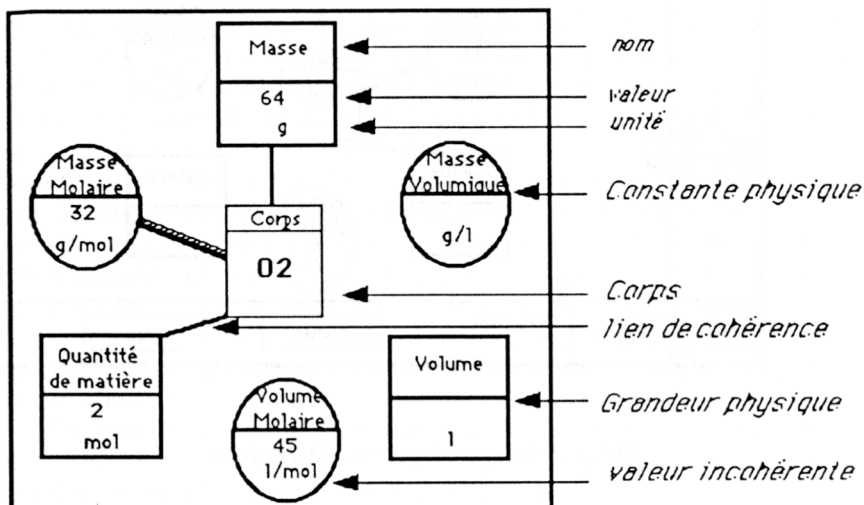 Masse
64
g
nom
valeur
unité
Masse
Molaire
32
g/mol
Masse
Volumique
g/l
Constante physique
Corps
O2
Corps
lien de cohérence
Quantité
de matière
2
mol
Volume
Molaire
45
l/mol
Volume
l
Grandeur physique
valeur incohérente